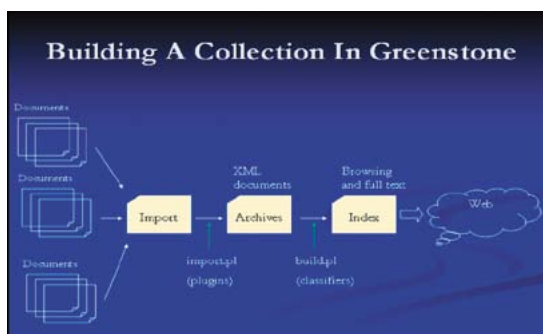 Building A Collection In Greenstone
Documents
Documents
Documents
XML
documents
Browsing
and full text
Import
Archives
Index
Web
import.pl
(plugins)
build.pl
(classifiers)